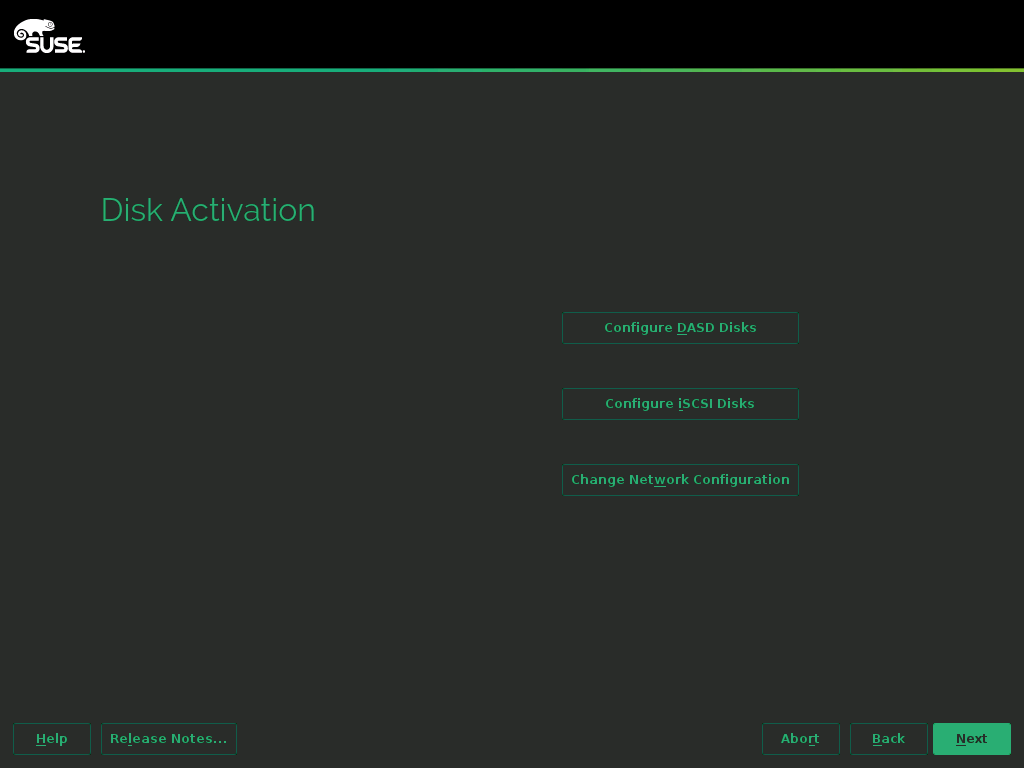 SUSE
Disk Activation
Configure DASD Disks
Configure iSCSI Disks
Change Network Configuration
Help Release Notes... Abort Back Next